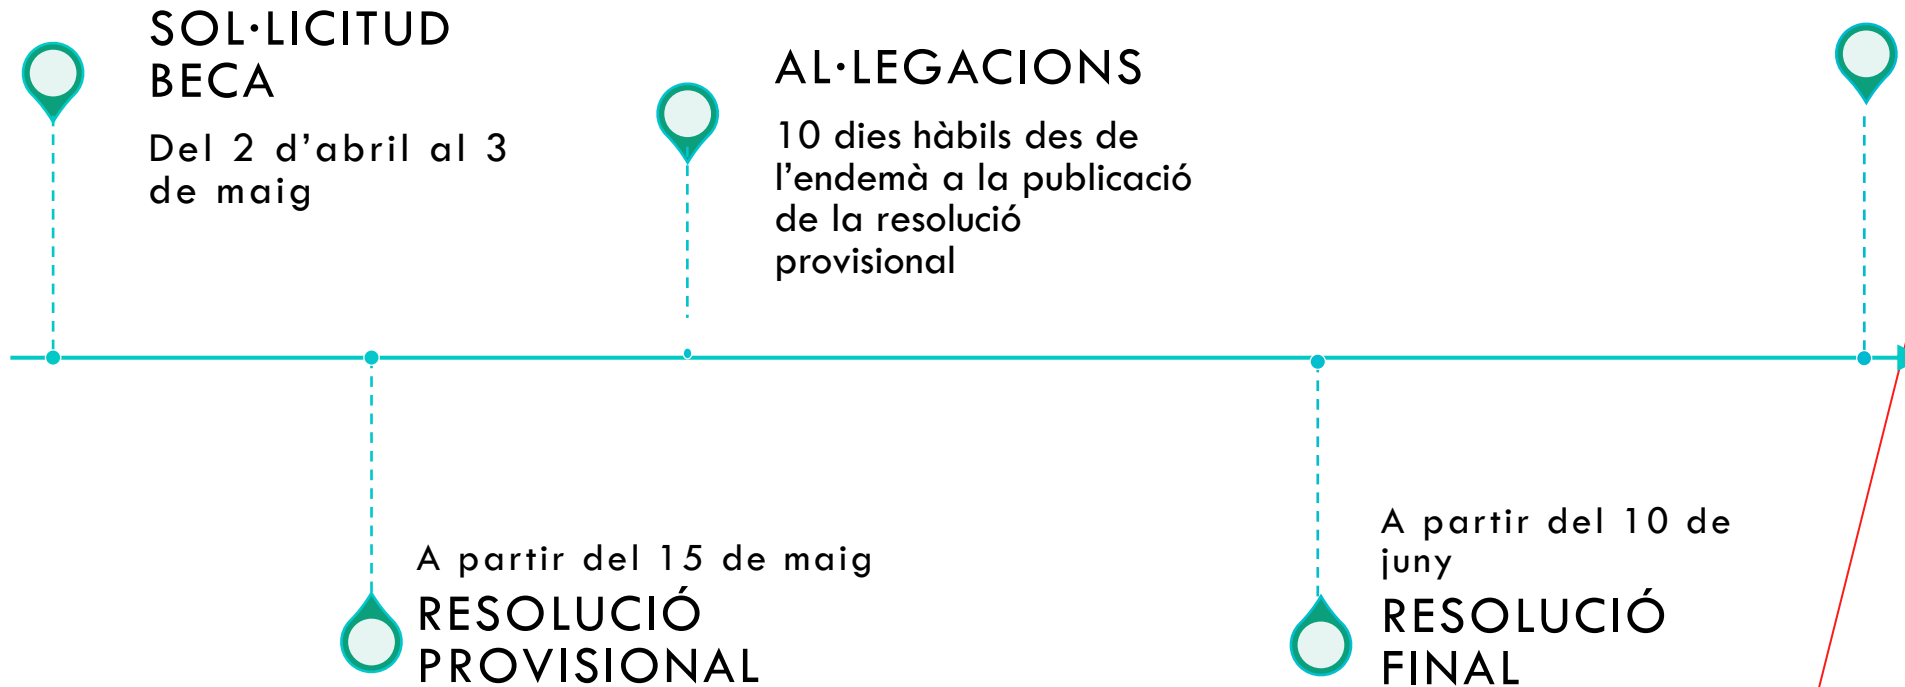 SOL·LICITUD
BECA
Del 2 d’abril al 3
de maig
AL·LEGACIONS
10 dies hàbils des de
l’endemà a la publicació
de la resolució
provisional
A partir del 15 de maig
RESOLUCIÓ
PROVISIONAL
A partir del 10 de
juny
RESOLUCIÓ
FINAL